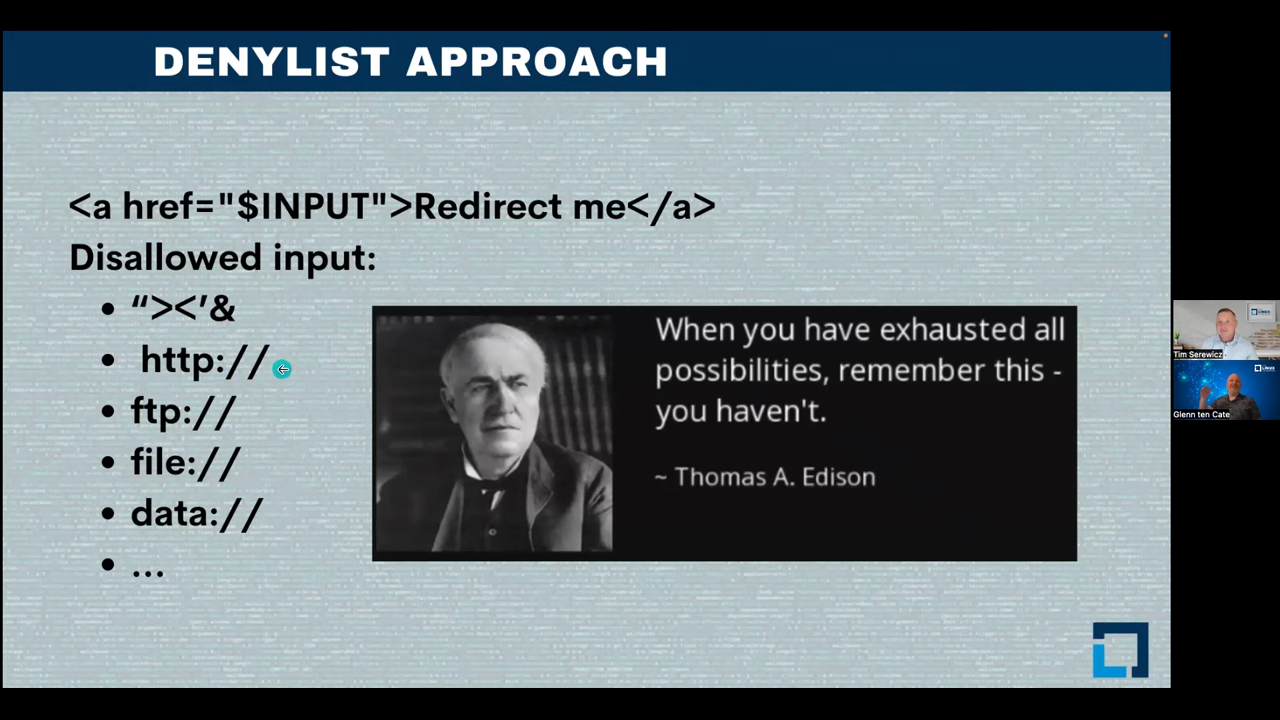 DENYLIST APPROACH
<a href="$INPUT">Redirect me</a>
Disallowed input:
• “><’&
• http://
• ftp://
• file://
• data://
• ...
When you have exhausted all
possibilities, remember this -
you haven't.
~ Thomas A. Edison
Tim Serewicz
Glenn ten Cate